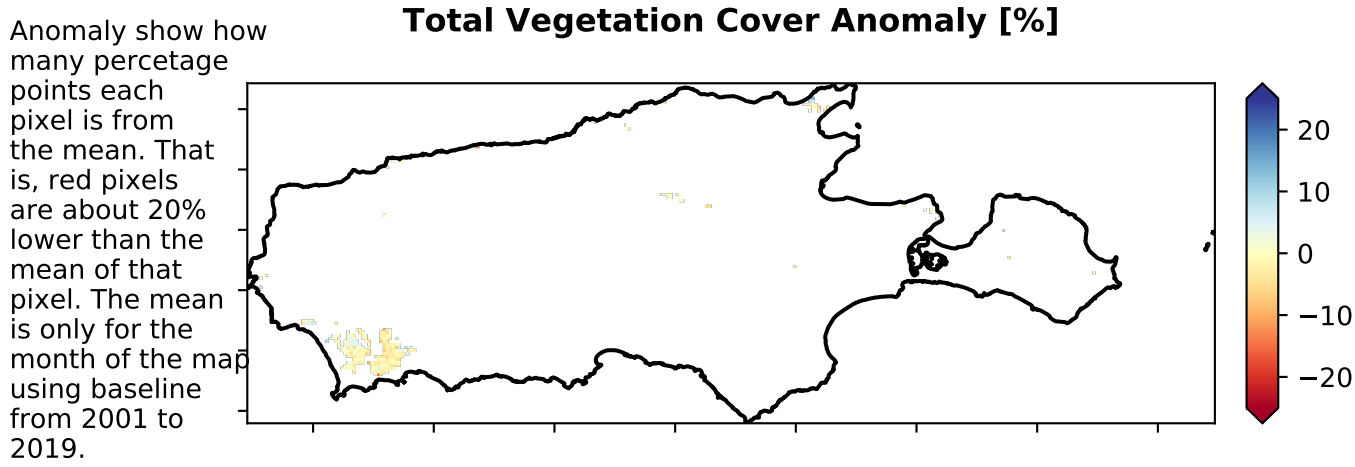 Total Vegetation Cover Anomaly [%]
Anomaly show how
many percetage
points each
pixel is from
the mean. That
is, red pixels
are about 20%
lower than the
mean of that
pixel. The mean
is only for the
month of the map
using baseline
from 2001 to
2019.
20
10
0
−10
−20